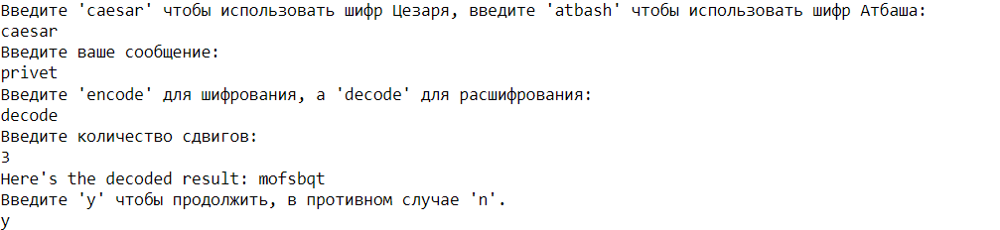 Введите 'caesar' чтобы использовать шифр Цезаря, введите 'atbash' чтобы использовать шифр Атбаша:
caesar
Введите ваше сообщение:
privet
Введите 'encode' для шифрования, а 'decode' для расшифрования:
decode
Введите количество сдвигов:
3
Here's the decoded result: mofsbqt
Введите 'y' чтобы продолжить, в противном случае 'n'.
y